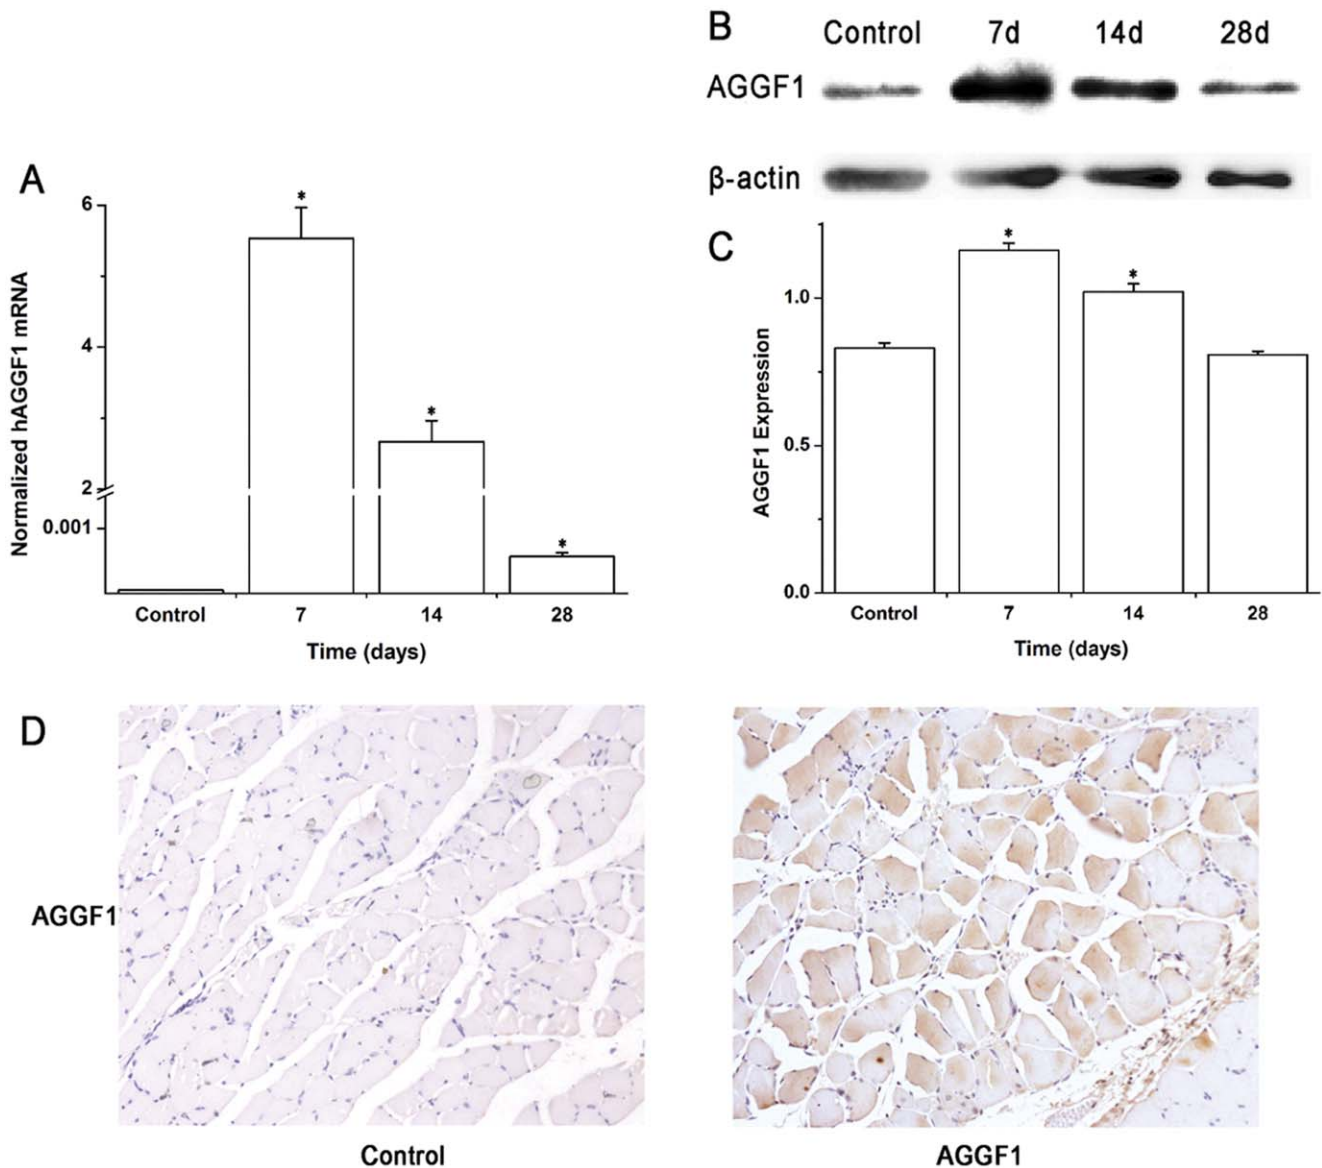 B
Control 7d 14d 28d
AGGF1
β-actin
A
Normalized hAGGF1 mRNA
6
*
4
*
2
0.001
*
Control 7 14 28
Time (days)
C
AGGF1 Expression
*
*
1.0
0.5
0.0
Control 7 14 28
Time (days)
D
AGGF1
Control AGGF1